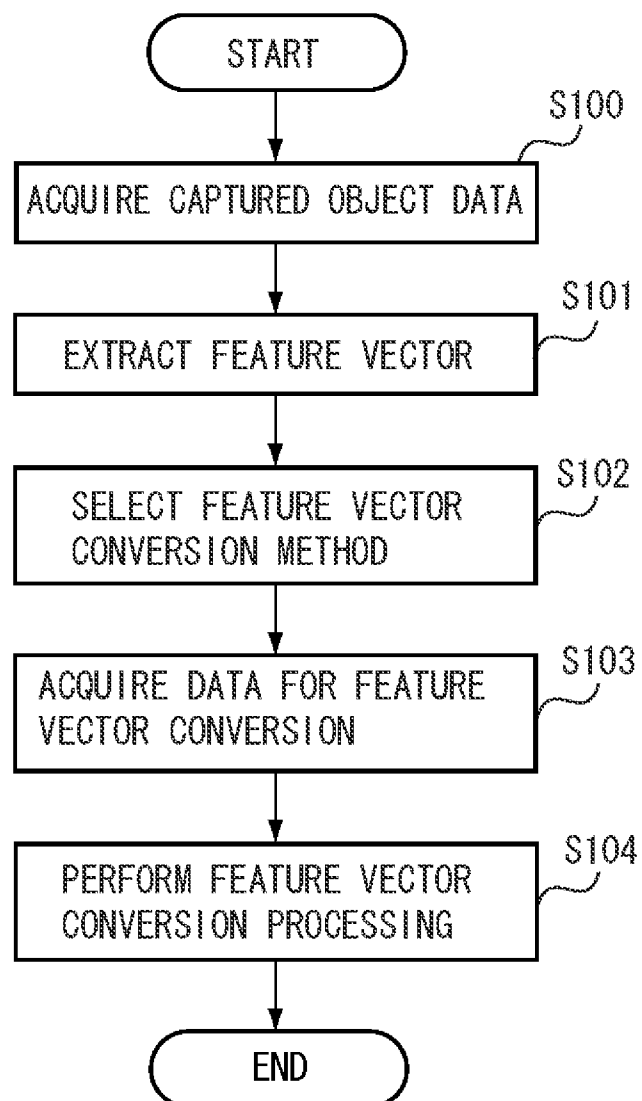 START
S100
ACQUIRE CAPTURED OBJECT DATA
S101
EXTRACT FEATURE VECTOR
S102
SELECT FEATURE VECTOR
CONVERSION METHOD
S103
ACQUIRE DATA FOR FEATURE
VECTOR CONVERSION
S104
PERFORM FEATURE VECTOR
CONVERSION PROCESSING
END